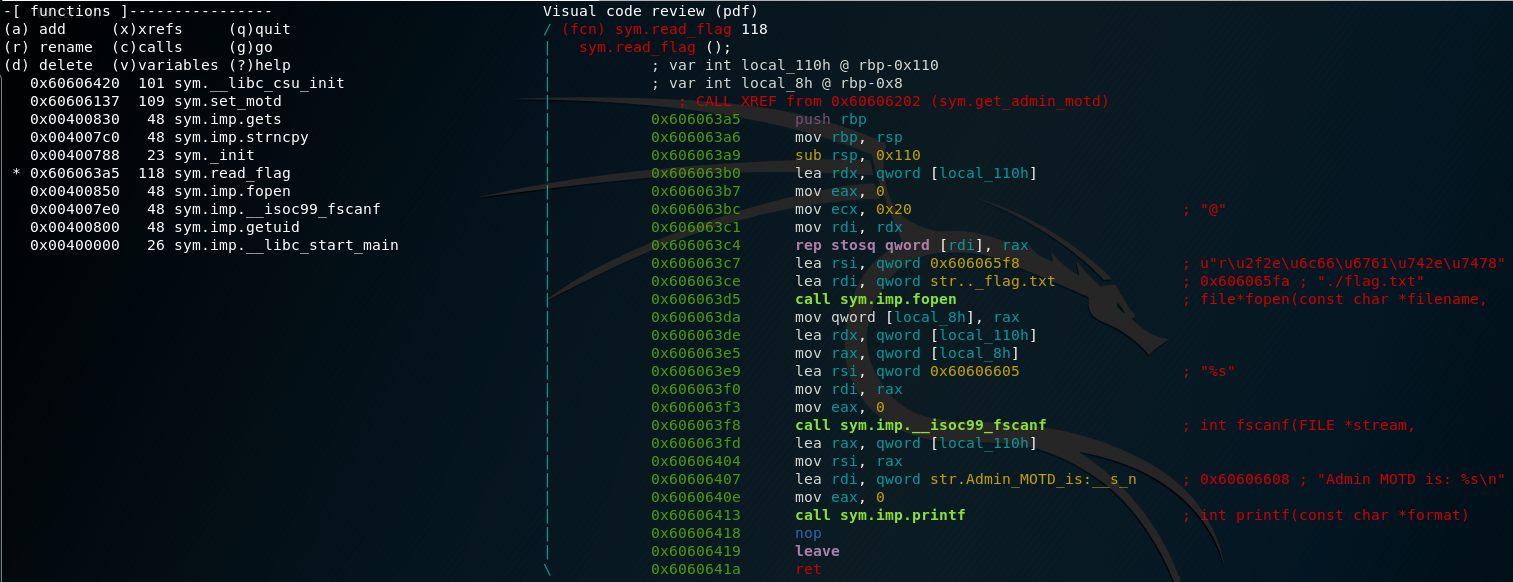 -[ functions ]----------------
(a) add     (x)xrefs     (q)quit
(r) rename  (c)calls     (g)go
(d) delete  (v)variables (?)help
   0x60606420  101 sym.__libc_csu_init
   0x60606137  109 sym.set_motd
   0x00400830   48 sym.imp.gets
   0x004007c0   48 sym.imp.strncpy
   0x00400788   23 sym._init
 * 0x606063a5  118 sym.read_flag
   0x00400850   48 sym.imp.fopen
   0x004007e0   48 sym.imp.__isoc99_fscanf
   0x00400800   48 sym.imp.getuid
   0x00400000   26 sym.imp.__libc_start_main
Visual code review (pdf)
/ (fcn) sym.read_flag 118
|   sym.read_flag ();
|           ; var int local_110h @ rbp-0x110
|           ; var int local_8h @ rbp-0x8
|              ; CALL XREF from 0x60606202 (sym.get_admin_motd)
|           0x606063a5      push rbp
|           0x606063a6      mov rbp, rsp
|           0x606063a9      sub rsp, 0x110
|           0x606063b0      lea rdx, qword [local_110h]
|           0x606063b7      mov eax, 0
|           0x606063bc      mov ecx, 0x20                              ; "@"
|           0x606063c1      mov rdi, rdx
|           0x606063c4      rep stosq qword [rdi], rax
|           0x606063c7      lea rsi, qword 0x606065f8                  ; u"r\u2f2e\u6c66\u6761\u742e\u7478"
|           0x606063ce      lea rdi, qword str.._flag.txt              ; 0x606065fa ; "./flag.txt"
|           0x606063d5      call sym.imp.fopen                         ; file*fopen(const char *filename,
|           0x606063da      mov qword [local_8h], rax
|           0x606063de      lea rdx, qword [local_110h]
|           0x606063e5      mov rax, qword [local_8h]
|           0x606063e9      lea rsi, qword 0x60606605                  ; "%s"
|           0x606063f0      mov rdi, rax
|           0x606063f3      mov eax, 0
|           0x606063f8      call sym.imp.__isoc99_fscanf               ; int fscanf(FILE *stream,
|           0x606063fd      lea rax, qword [local_110h]
|           0x60606404      mov rsi, rax
|           0x60606407      lea rdi, qword str.Admin_MOTD_is:__s_n     ; 0x60606608 ; "Admin MOTD is: %s\n"
|           0x6060640e      mov eax, 0
|           0x60606413      call sym.imp.printf                        ; int printf(const char *format)
|           0x60606418      nop
|           0x60606419      leave
\           0x6060641a      ret